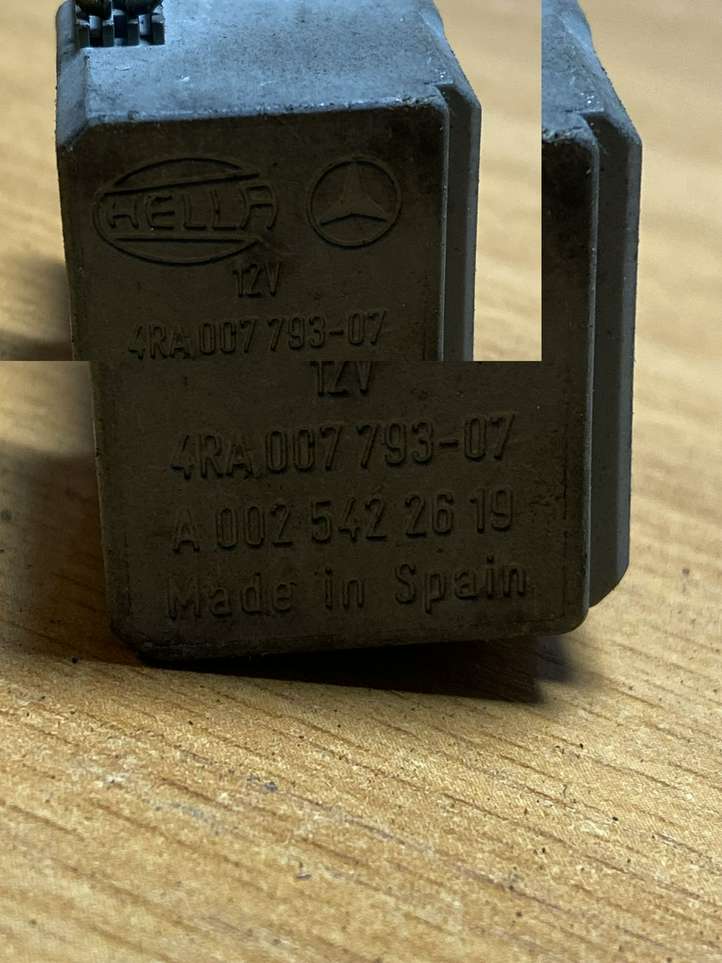 HELLA
12V
4RA 007 793-07
12V
4RA 007 793-07
A 002 542 26 19
Made in Spain